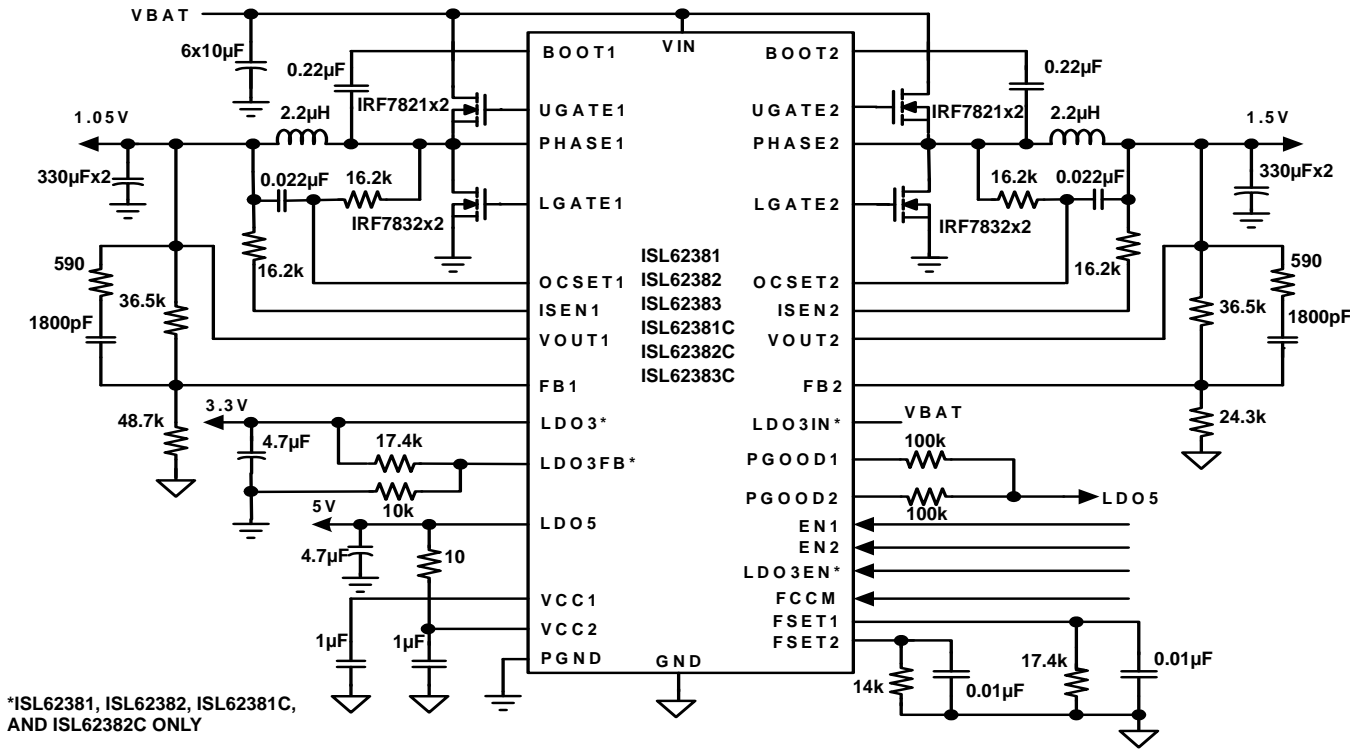 VBAT
6x10µF
0.22µF
IRF7821x2
2.2µH
1.05V
330µFx2
0.022µF
16.2k
IRF7832x2
16.2k
590
36.5k
1800pF
48.7k
3.3V
4.7µF
17.4k
10k
5V
4.7µF
10
1µF
1µF
VIN
BOOT1
UGATE1
PHASE1
LGATE1
OCSET1
ISEN1
VOUT1
FB1
LDO3*
LDO3FB*
LDO5
VCC1
VCC2
PGND
GND
ISL62381
ISL62382
ISL62383
ISL62381C
ISL62382C
ISL62383C
BOOT2
UGATE2
PHASE2
LGATE2
OCSET2
ISEN2
VOUT2
FB2
LDO3IN*
PGOOD1
PGOOD2
EN1
EN2
LDO3EN*
FCCM
FSET1
FSET2
0.22µF
IRF7821x2
2.2µH
1.5V
330µFx2
16.2k
0.022µF
IRF7832x2
16.2k
590
36.5k
1800pF
24.3k
VBAT
100k
100k
LDO5
14k
0.01µF
17.4k
0.01µF
*ISL62381, ISL62382, ISL62381C,
AND ISL62382C ONLY